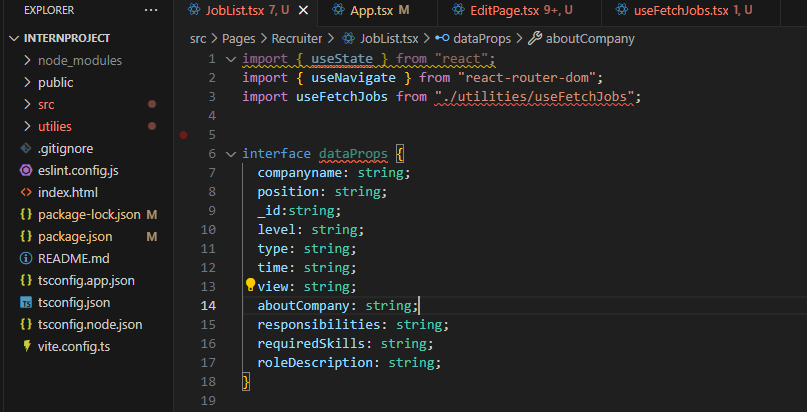 EXPLORER ...
JobList.tsx 7, U
App.tsx M
EditPage.tsx 9+, U
useFetchJobs.tsx 1, U
INTERNPROJECT
node_modules
public
src
utilies
.gitignore
eslint.config.js
index.html
package-lock.json M
package.json M
README.md
tsconfig.app.json
TS tsconfig.json
tsconfig.node.json
vite.config.ts
src > Pages > Recruiter > JobList.tsx > dataProps > aboutCompany
1 import { useState } from "react";
2 import { useNavigate } from "react-router-dom";
3 import useFetchJobs from "./utilities/useFetchJobs";
4
5
6 interface dataProps {
7 companyname: string;
8 position: string;
9 _id:string;
10 level: string;
11 type: string;
12 time: string;
13 view: string;
14 aboutCompany: string;
15 responsibilities: string;
16 requiredSkills: string;
17 roleDescription: string;
18 }
19